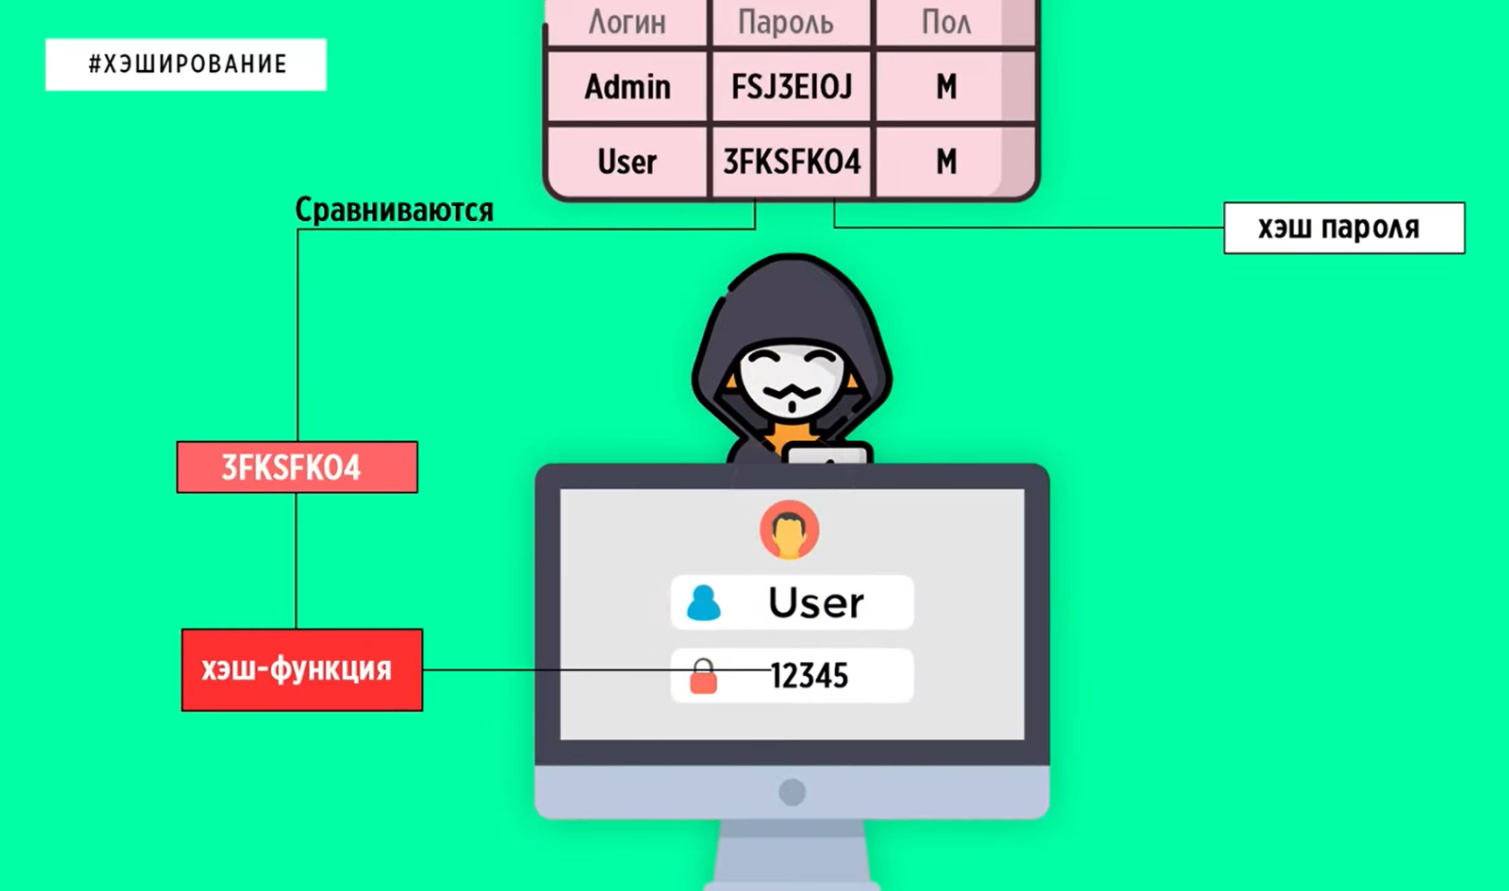 #ХЭШИРОВАНИЕ
Логин Пароль Пол
Admin FSJ3EIOJ М
User 3FKSFKO4 М
Сравниваются
хэш пароля
3FKSFKO4
User
хэш-функция
12345